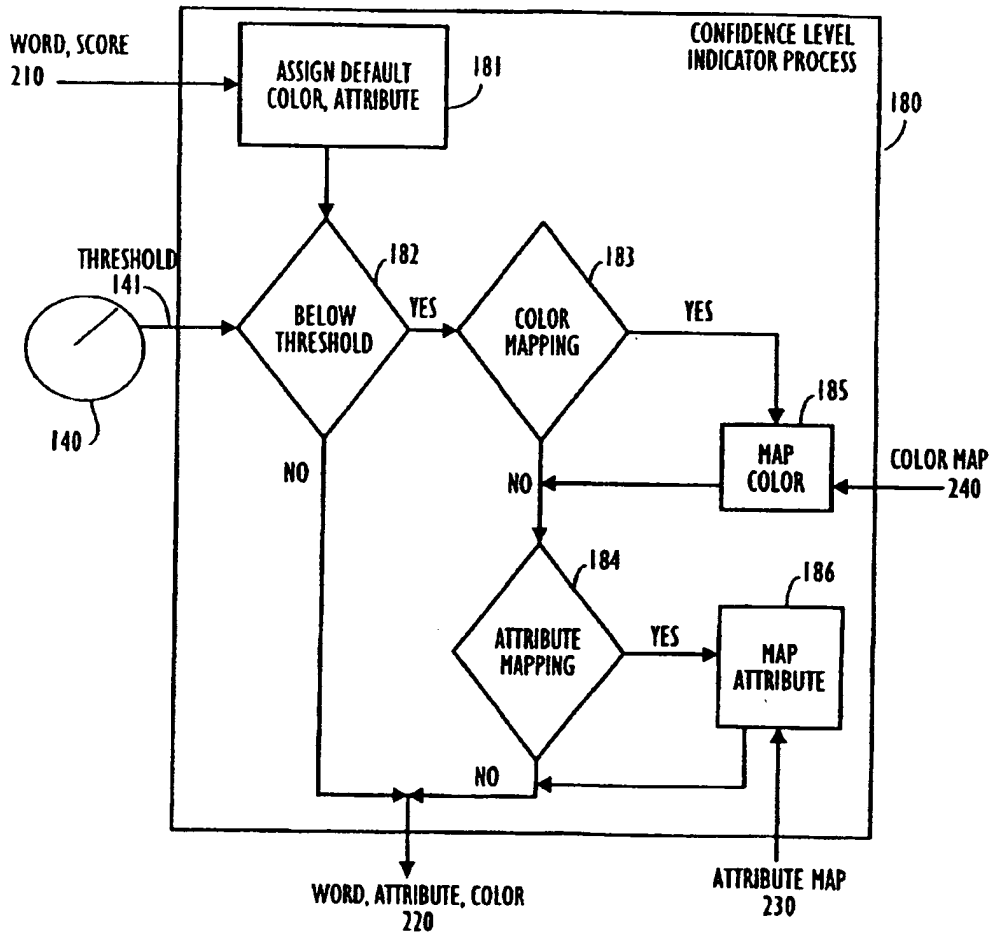 CONFIDENCE LEVEL
INDICATOR PROCESS
WORD, SCORE
210
ASSIGN DEFAULT
COLOR, ATTRIBUTE
181
180
THRESHOLD
141
182
183
BELOW
THRESHOLD
YES
COLOR
MAPPING
YES
140
185
NO
NO
MAP
COLOR
COLOR MAP
240
184
186
ATTRIBUTE
MAPPING
YES
MAP
ATTRIBUTE
NO
WORD, ATTRIBUTE, COLOR
220
ATTRIBUTE MAP
230